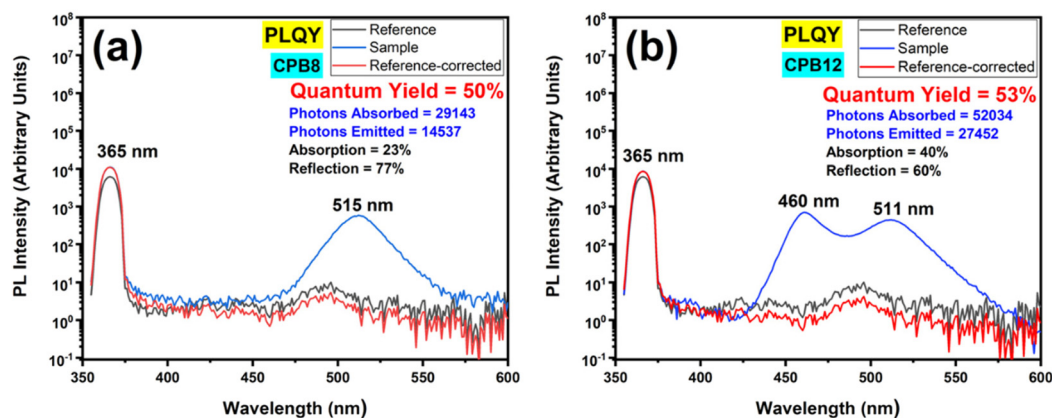 (a)
PLQY
CPB8
Reference
Sample
Reference-corrected
Quantum Yield = 50%
Photons Absorbed = 29143
Photons Emitted = 14537
Absorption = 23%
Reflection = 77%
365 nm
515 nm
PL Intensity (Arbitrary Units)
10^8
10^7
10^6
10^5
10^4
10^3
10^2
10^1
10^0
10^-1
350 400 450 500 550 600
Wavelength (nm)
(b)
PLQY
CPB12
Reference
Sample
Reference-corrected
Quantum Yield = 53%
Photons Absorbed = 52034
Photons Emitted = 27452
Absorption = 40%
Reflection = 60%
365 nm
460 nm
511 nm
PL Intensity (Arbitrary Units)
10^8
10^7
10^6
10^5
10^4
10^3
10^2
10^1
10^0
10^-1
350 400 450 500 550 600
Wavelength (nm)